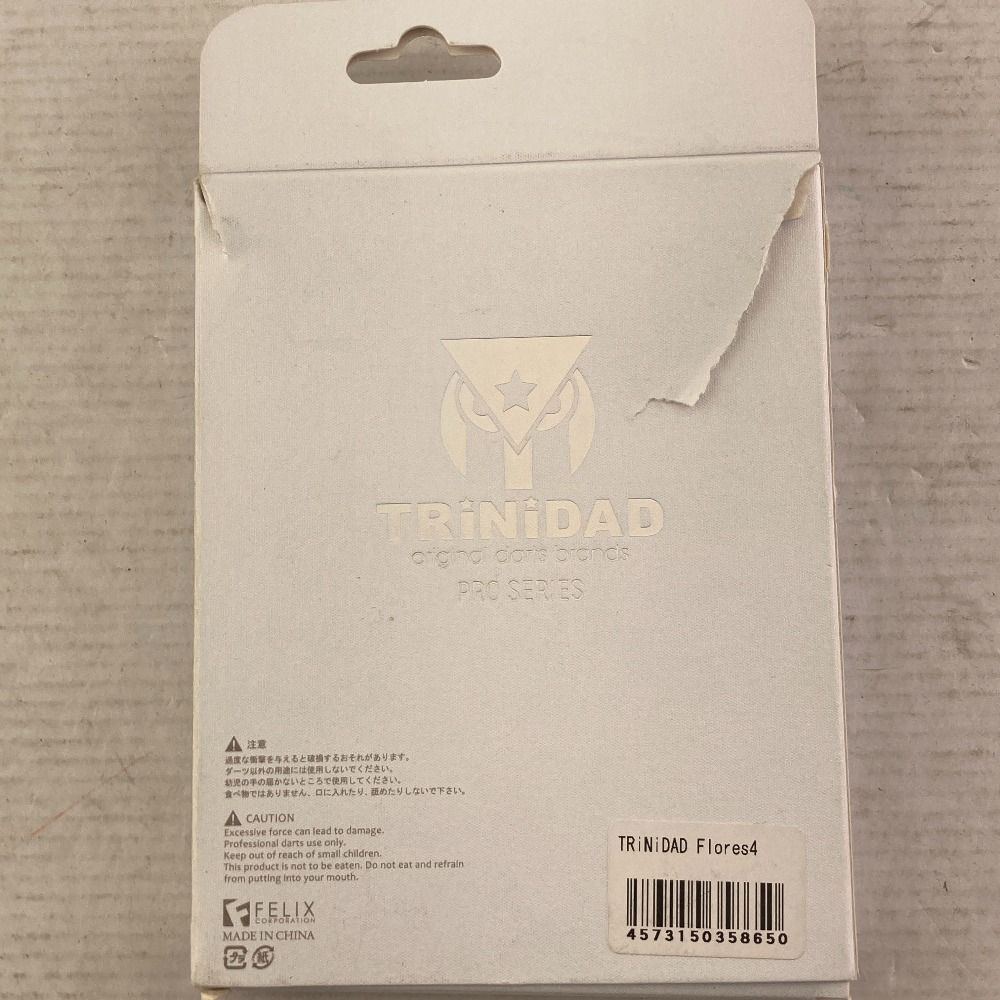 TRiNiDAD
original darts brands
PRO SERIES
注意
過度な衝撃を与えると破損するおそれがあります。
ダーツ以外の用途には使用しないでください。
幼児の手の届かないところで使用してください。
食べ物ではありません、口に入れたり、舐めたりしないで下さい。
CAUTION
Excessive force can lead to damage.
Professional darts use only.
Keep out of reach of small children.
This product is not to be eaten. Do not eat and refrain
from putting into your mouth.
FELIX
CORPORATION
MADE IN CHINA
プラ 紙
TRiNiDAD Flores4
4573150358650